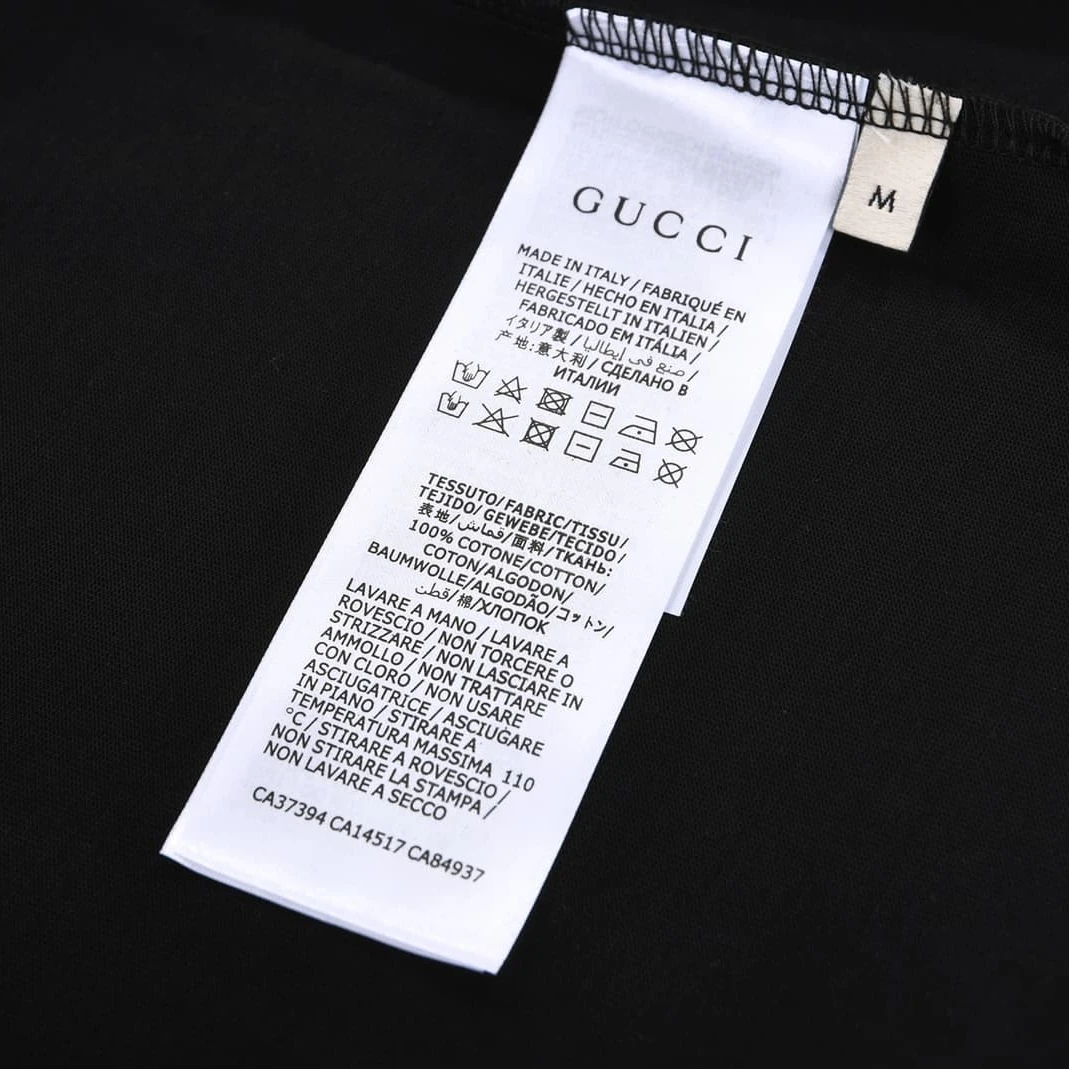 GUCCI
M
MADE IN ITALY / FABRIQUÉ EN
ITALIE / HECHO EN ITALIA /
HERGESTELLT IN ITALIEN /
FABRICADO EM ITÁLIA /
イタリア製 / صنع في إيطاليا /
产地:意大利 / СДЕЛАНО В
ИТАЛИИ
TESSUTO/FABRIC/TISSU/
TEJIDO/GEWEBE/TECIDO/
表地/قماش/面料/ТКАНЬ:
100% COTONE/COTTON/
COTON/ALGODON/
BAUMWOLLE/ALGODÃO/コットン/
قطن/棉/ХЛОПОК
LAVARE A MANO / LAVARE A
ROVESCIO / NON TORCERE O
STRIZZARE / NON LASCIARE IN
AMMOLLO / NON TRATTARE
CON CLORO / NON USARE
ASCIUGATRICE / ASCIUGARE
IN PIANO / STIRARE A
TEMPERATURA MASSIMA 110
°C / STIRARE A ROVESCIO /
NON STIRARE LA STAMPA /
NON LAVARE A SECCO
CA37394 CA14517 CA84937